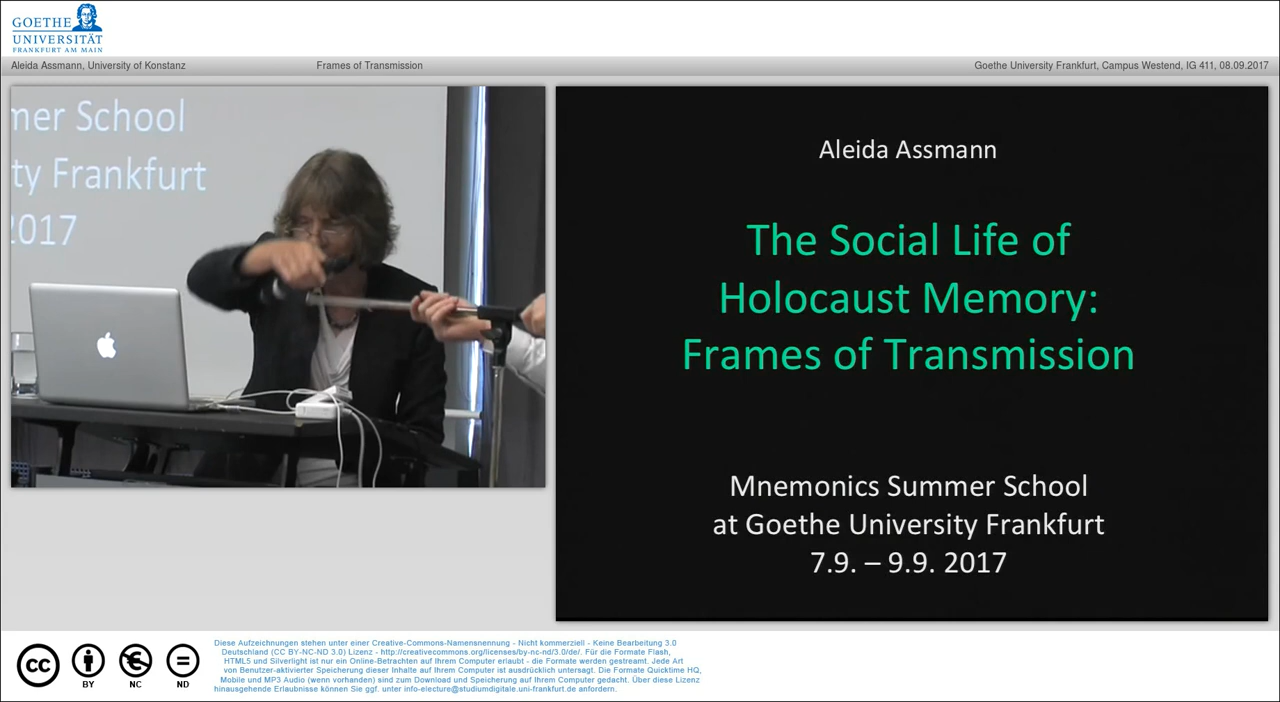 GOETHE
UNIVERSITÄT
FRANKFURT AM MAIN
Aleida Assmann, University of Konstanz
Frames of Transmission
Goethe University Frankfurt, Campus Westend, IG 411, 08.09.2017
mer School
ty Frankfurt
2017
Aleida Assmann
The Social Life of
Holocaust Memory:
Frames of Transmission
Mnemonics Summer School
at Goethe University Frankfurt
7.9. – 9.9. 2017
cc
BY
NC
ND
Diese Aufzeichnungen stehen unter einer Creative-Commons-Namensnennung - Nicht kommerziell - Keine Bearbeitung 3.0
Deutschland (CC BY-NC-ND 3.0) Lizenz - http://creativecommons.org/licenses/by-nc-nd/3.0/de/. Für die Formate Flash,
HTML5 und Silverlight ist nur ein Online-Betrachten auf Ihrem Computer erlaubt - die Formate werden gestreamt. Jede Art
von Benutzer-aktivierter Speicherung dieser Inhalte auf Ihrem Computer ist ausdrücklich untersagt. Die Formate Quicktime HQ,
Mobile und MP3 Audio (wenn vorhanden) sind zum Download und Speicherung auf Ihrem Computer gedacht. Über diese Lizenz
hinausgehende Erlaubnisse können Sie ggf. unter info-electure@studiumdigitale.uni-frankfurt.de anfordern.